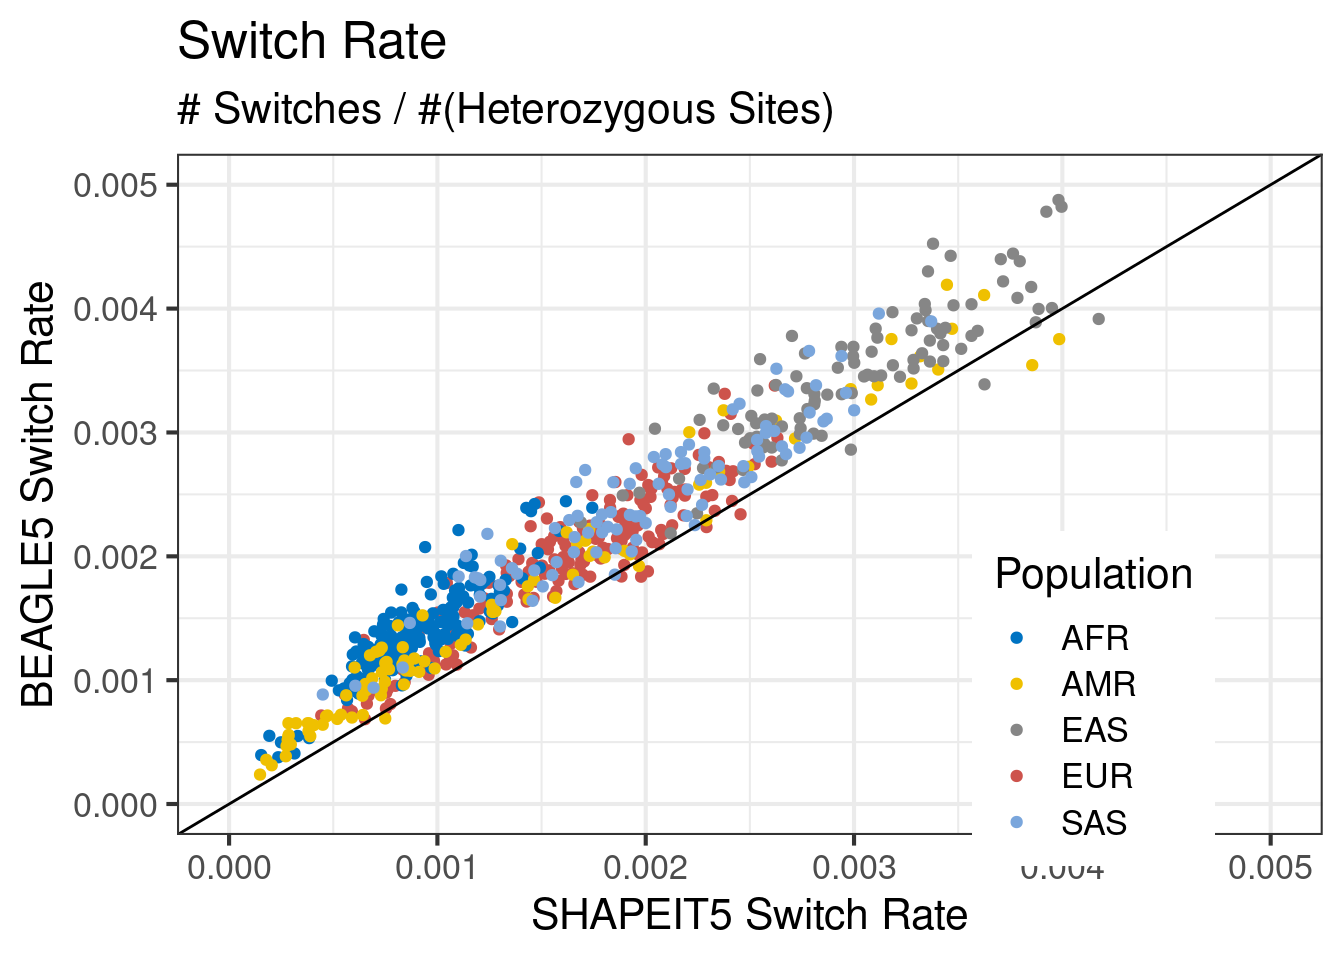 Switch Rate
# Switches / #(Heterozygous Sites)
BEAGLE5 Switch Rate
0.005
0.004
0.003
0.002
0.001
0.000
Population
AFR
AMR
EAS
EUR
SAS
0.000 0.001 0.002 0.003 0.004 0.005
SHAPEIT5 Switch Rate